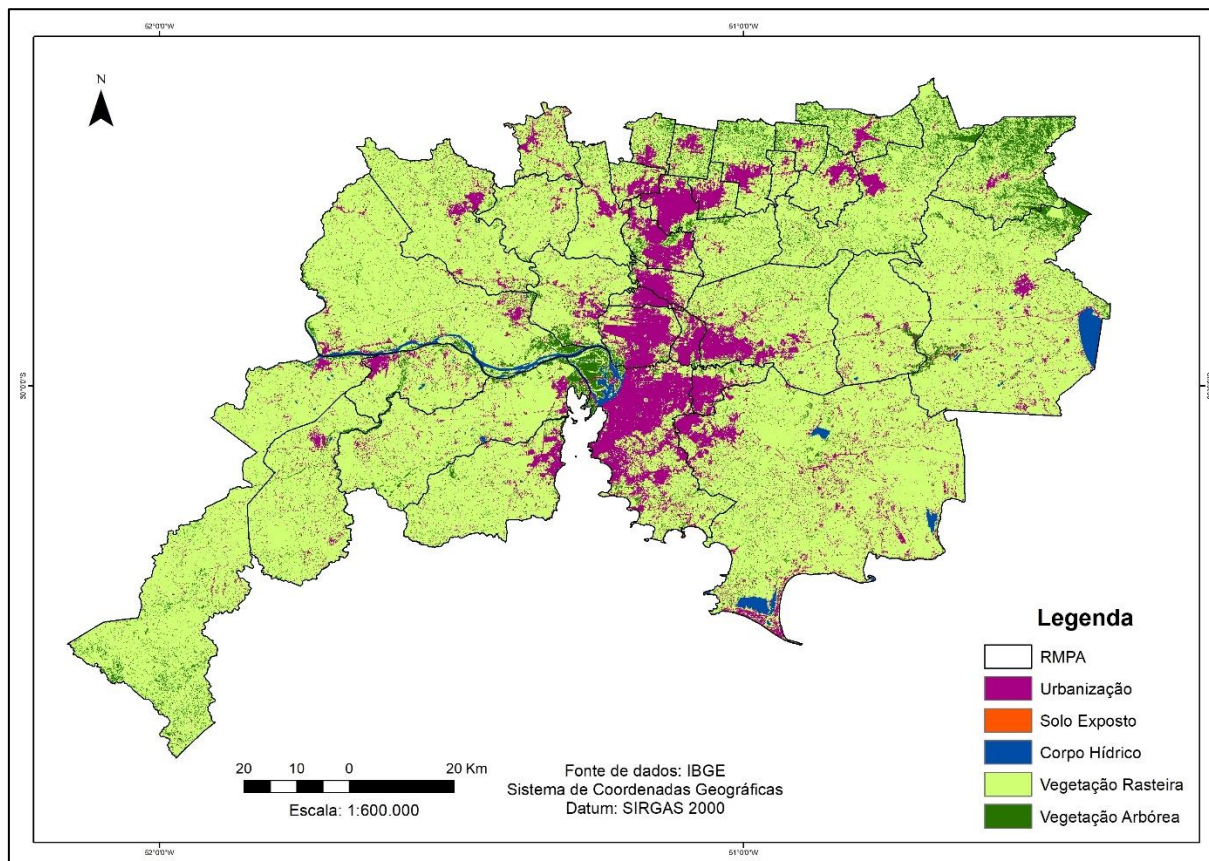 52°0'0"W
51°0'0"W
N
30°0'0"S
Legenda
RMPA
Urbanização
Solo Exposto
Corpo Hídrico
Vegetação Rasteira
Vegetação Arbórea
20 10 0 20 Km
Escala: 1:600.000
Fonte de dados: IBGE
Sistema de Coordenadas Geográficas
Datum: SIRGAS 2000
52°0'0"W
51°0'0"W